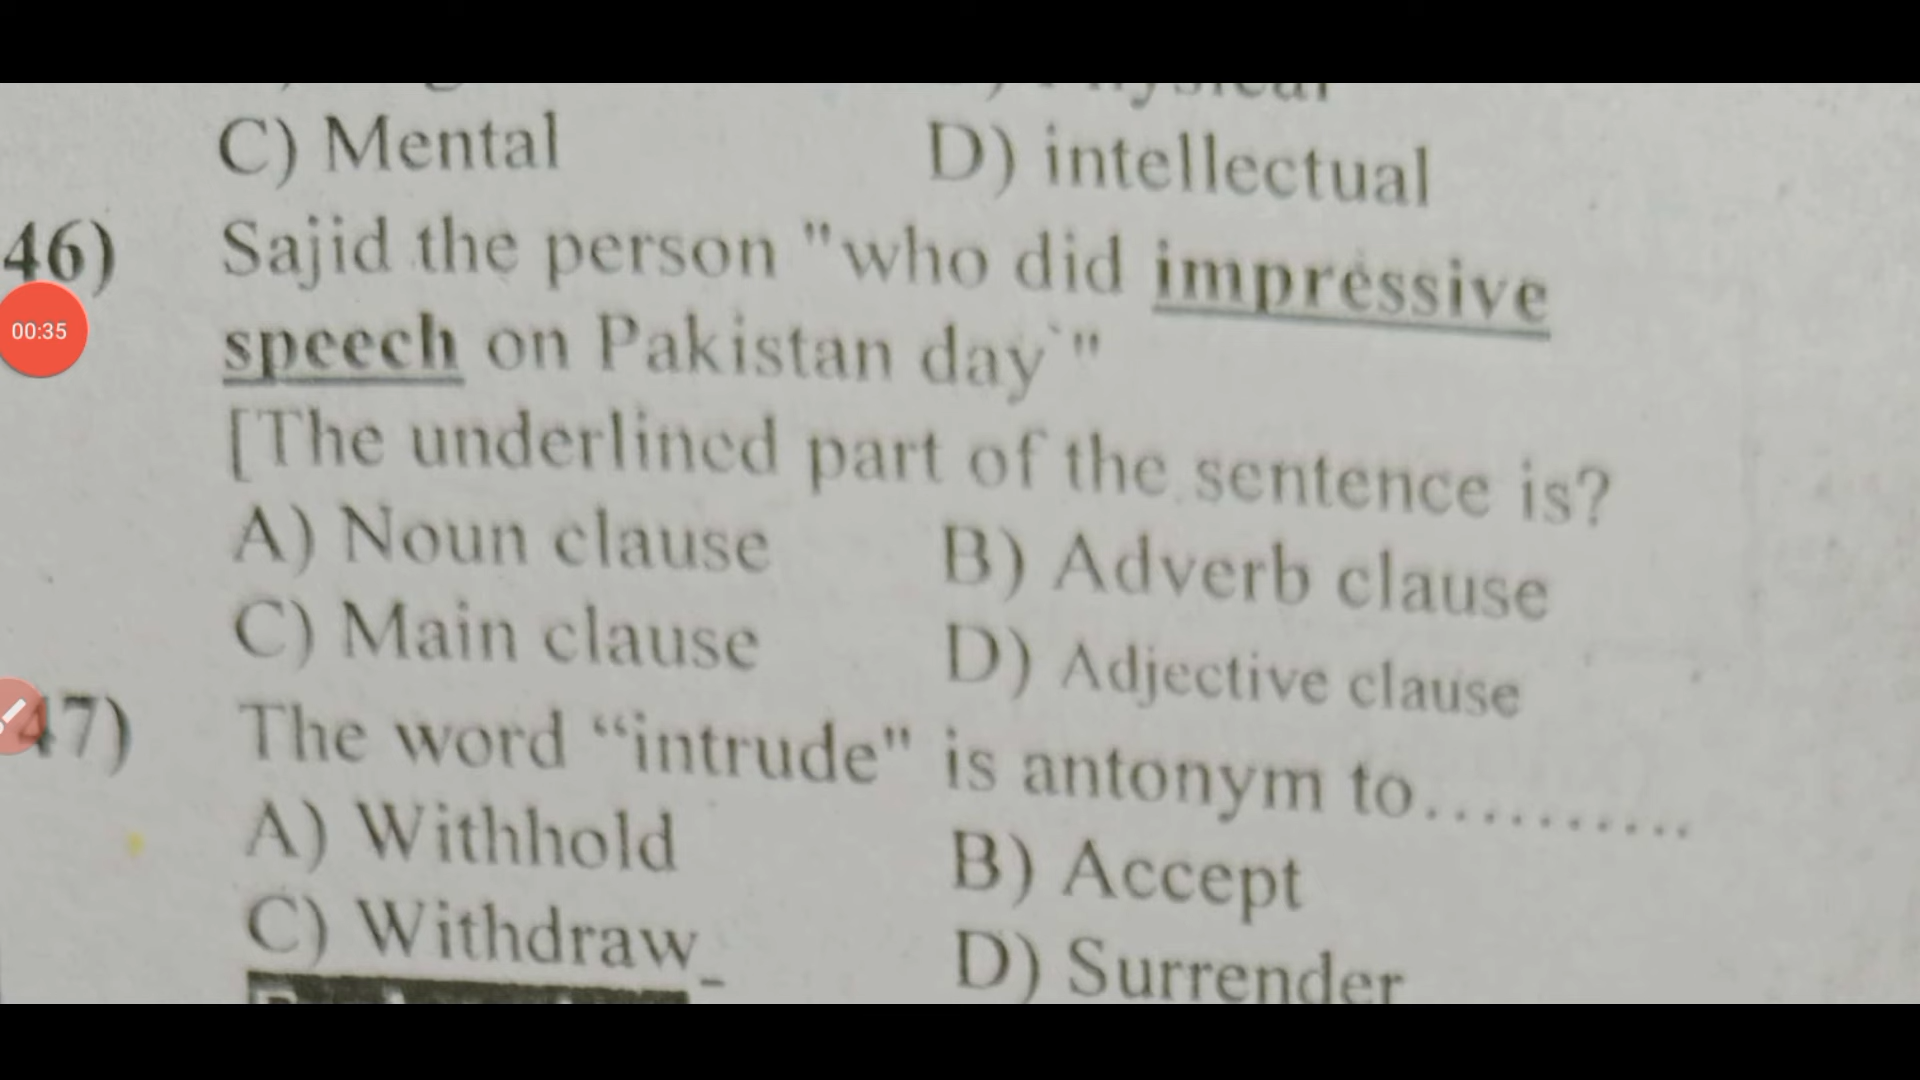 C) Mental D) intellectual
46) Sajid the person "who did impressive
00:35
speech on Pakistan day`"
[The underlined part of the sentence is?
A) Noun clause B) Adverb clause
C) Main clause D) Adjective clause
47) The word “intrude" is antonym to..........
A) Withhold B) Accept
C) Withdraw D) Surrender